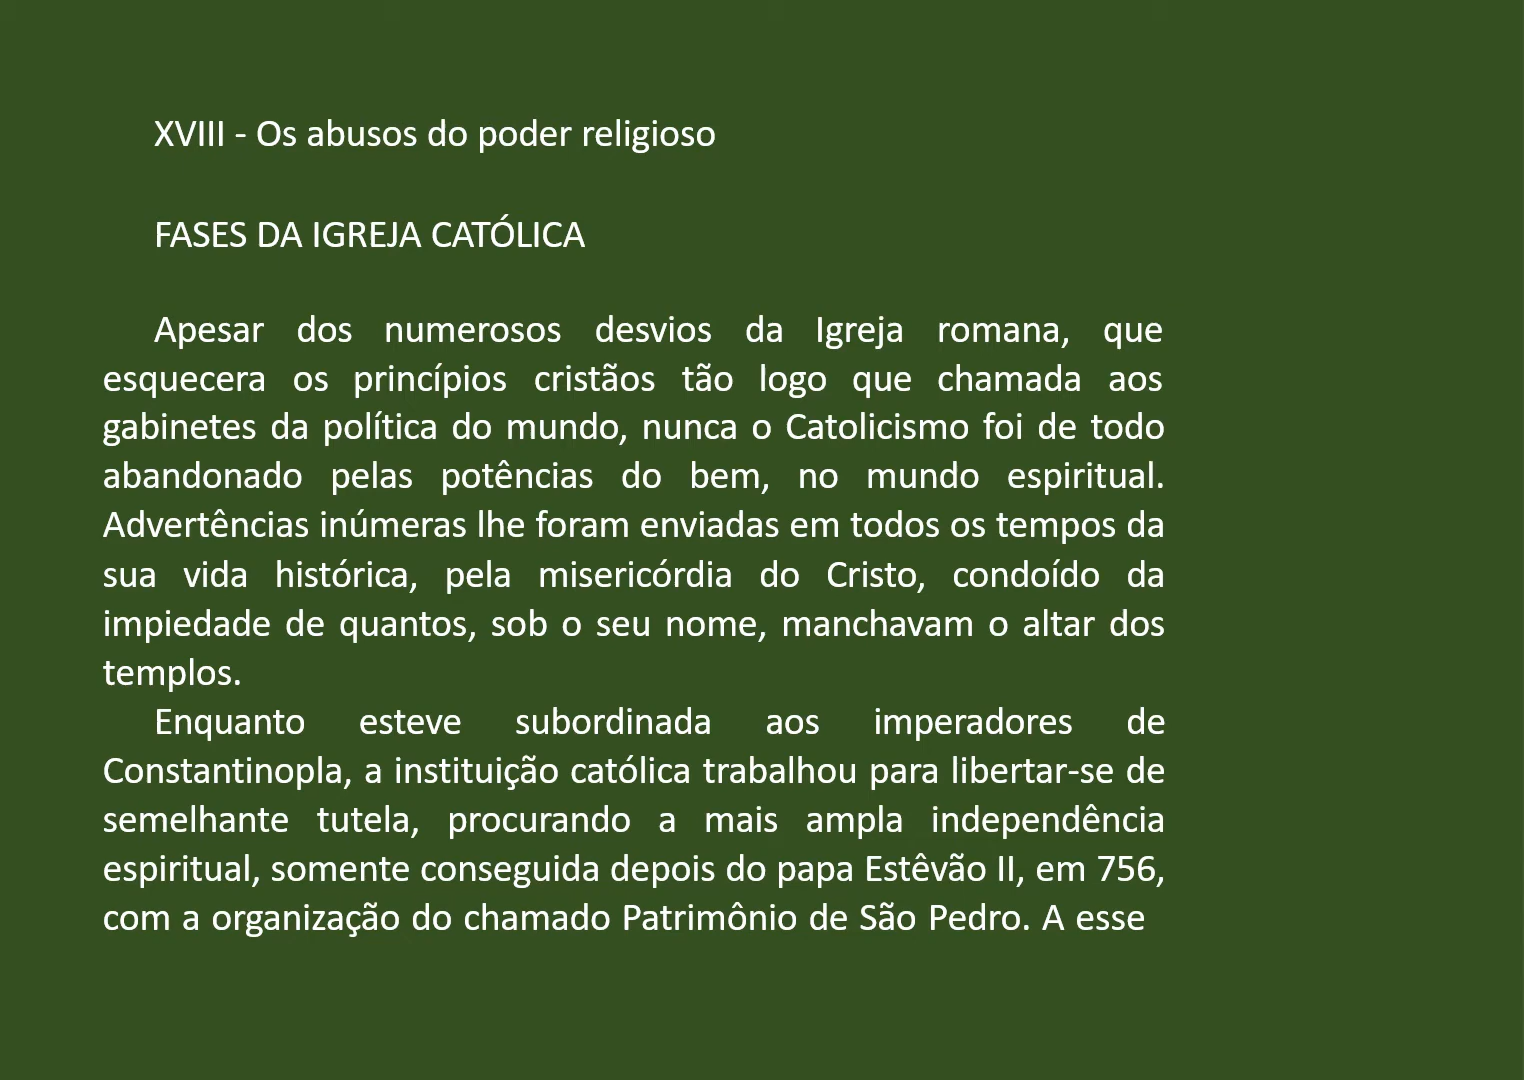 XVIII - Os abusos do poder religioso
FASES DA IGREJA CATÓLICA
Apesar dos numerosos desvios da Igreja romana, que
esquecera os princípios cristãos tão logo que chamada aos
gabinetes da política do mundo, nunca o Catolicismo foi de todo
abandonado pelas potências do bem, no mundo espiritual.
Advertências inúmeras lhe foram enviadas em todos os tempos da
sua vida histórica, pela misericórdia do Cristo, condoído da
impiedade de quantos, sob o seu nome, manchavam o altar dos
templos.
Enquanto esteve subordinada aos imperadores de
Constantinopla, a instituição católica trabalhou para libertar-se de
semelhante tutela, procurando a mais ampla independência
espiritual, somente conseguida depois do papa Estêvão II, em 756,
com a organização do chamado Patrimônio de São Pedro. A esse